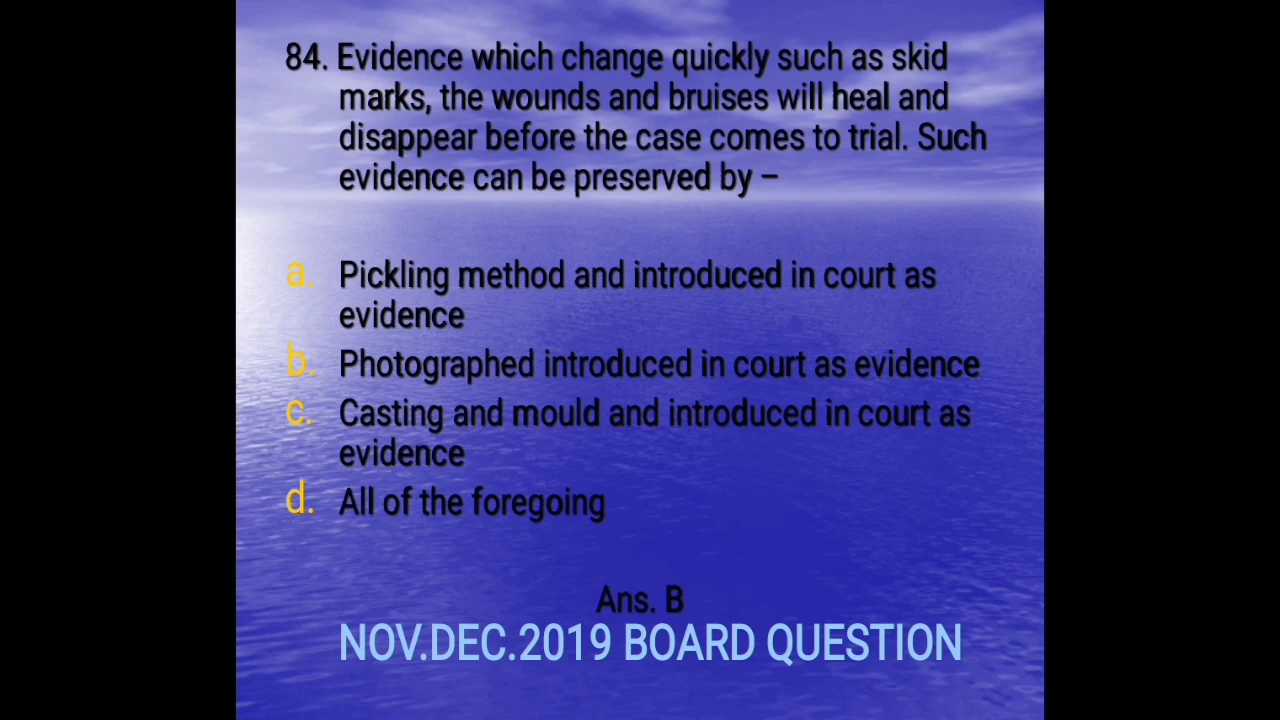 84. Evidence which change quickly such as skid
marks, the wounds and bruises will heal and
disappear before the case comes to trial. Such
evidence can be preserved by –
a. Pickling method and introduced in court as
evidence
b. Photographed introduced in court as evidence
c. Casting and mould and introduced in court as
evidence
d. All of the foregoing
Ans. B
NOV.DEC.2019 BOARD QUESTION